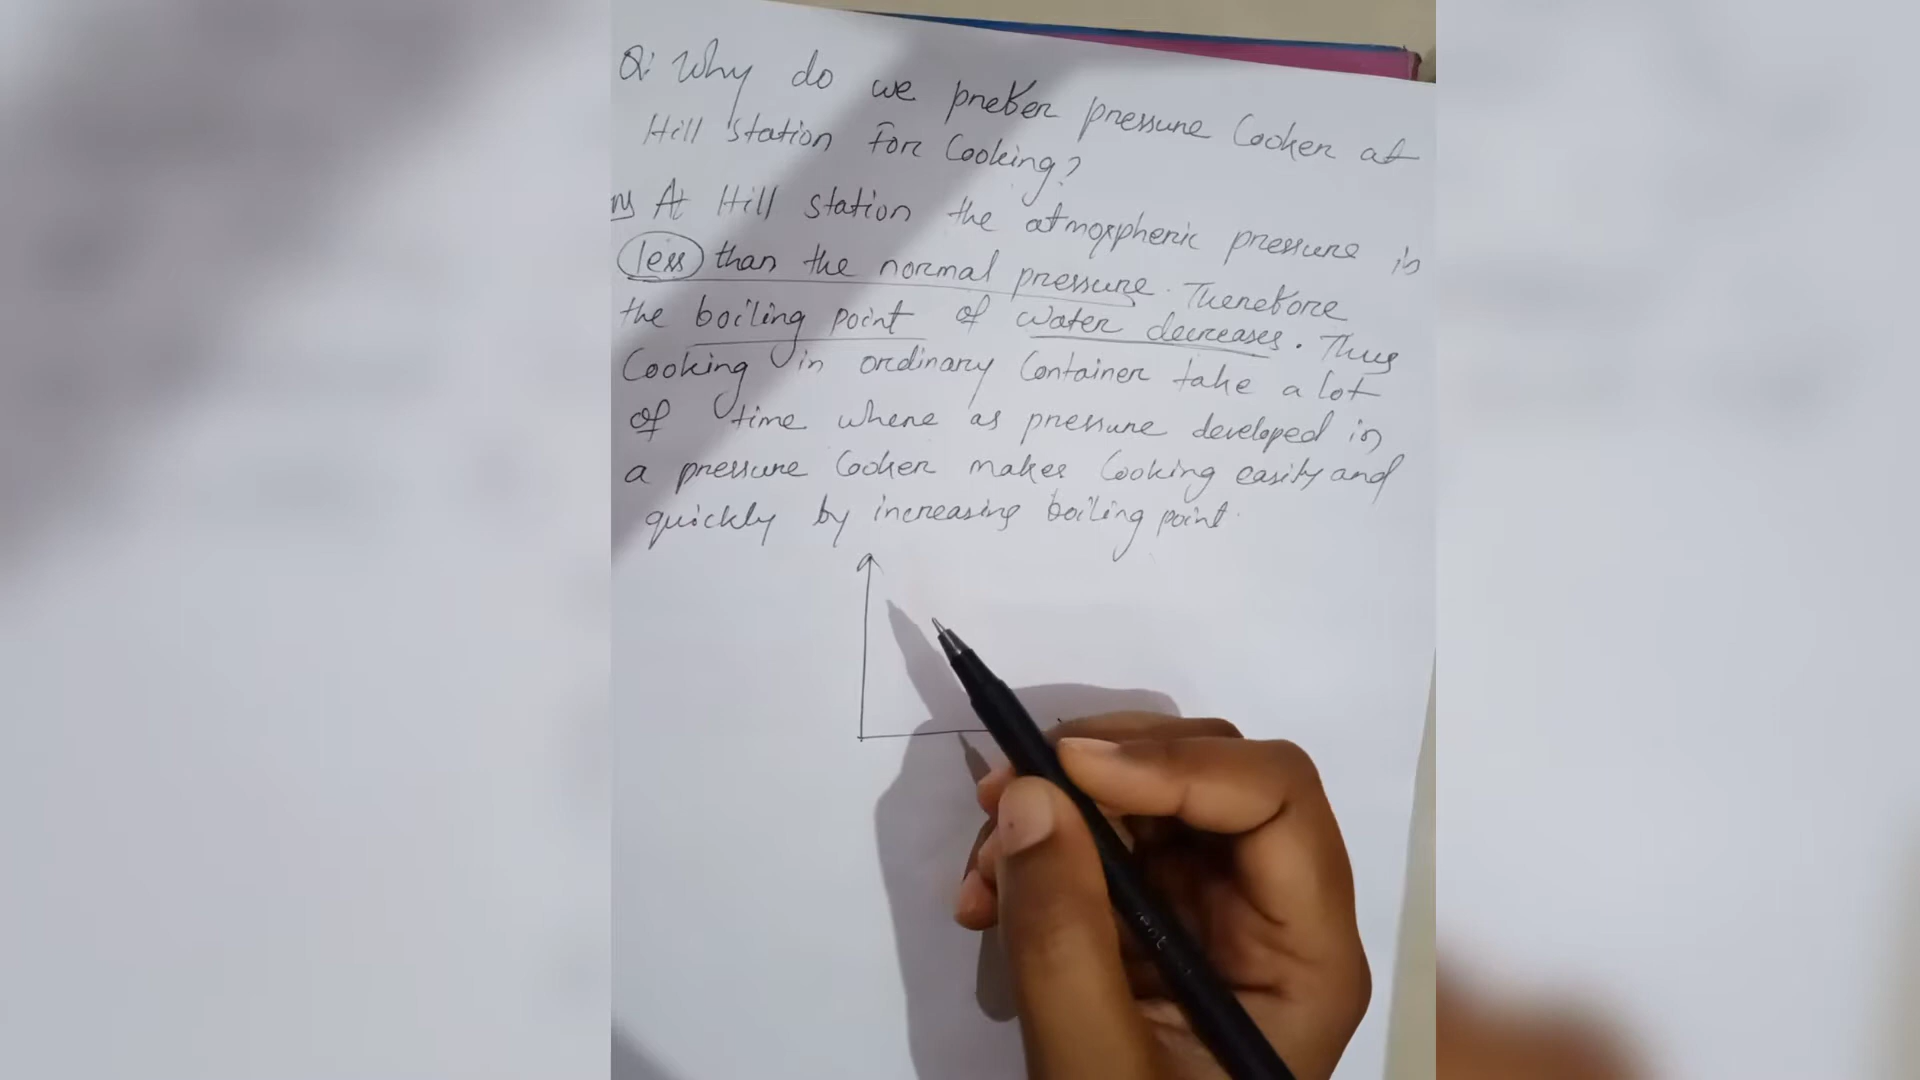 Q: Why do we prefer pressure Cooker at
Hill station For Cooking?
ns At Hill station the atmospheric pressure is
less than the normal pressure. Therefore
the boiling point of water decreases. Thus
Cooking in ordinary Container take a lot
of time where as pressure developed in
a pressure Cooker makes Cooking easily and
quickly by increasing boiling point.